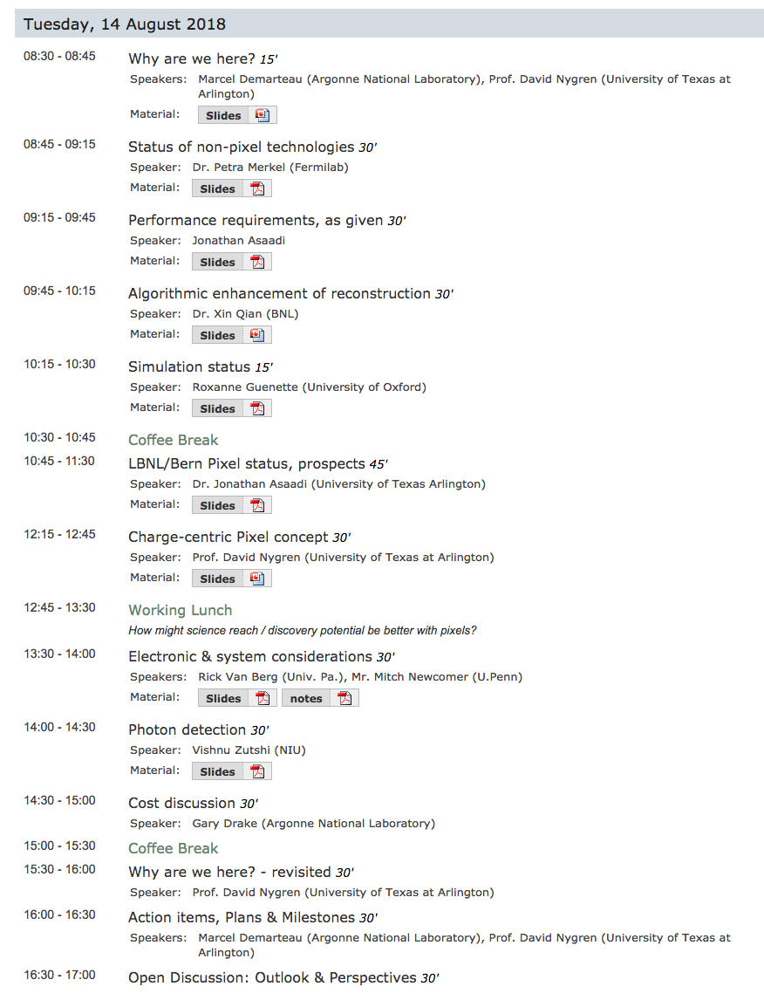 Tuesday, 14 August 2018
08:30 - 08:45 Why are we here? 15'
Speakers: Marcel Demarteau (Argonne National Laboratory), Prof. David Nygren (University of Texas at
Arlington)
Material: Slides
08:45 - 09:15 Status of non-pixel technologies 30'
Speaker: Dr. Petra Merkel (Fermilab)
Material: Slides
09:15 - 09:45 Performance requirements, as given 30'
Speaker: Jonathan Asaadi
Material: Slides
09:45 - 10:15 Algorithmic enhancement of reconstruction 30'
Speaker: Dr. Xin Qian (BNL)
Material: Slides
10:15 - 10:30 Simulation status 15'
Speaker: Roxanne Guenette (University of Oxford)
Material: Slides
10:30 - 10:45 Coffee Break
10:45 - 11:30 LBNL/Bern Pixel status, prospects 45'
Speaker: Dr. Jonathan Asaadi (University of Texas Arlington)
Material: Slides
12:15 - 12:45 Charge-centric Pixel concept 30'
Speaker: Prof. David Nygren (University of Texas at Arlington)
Material: Slides
12:45 - 13:30 Working Lunch
How might science reach / discovery potential be better with pixels?
13:30 - 14:00 Electronic & system considerations 30'
Speakers: Rick Van Berg (Univ. Pa.), Mr. Mitch Newcomer (U.Penn)
Material: Slides notes
14:00 - 14:30 Photon detection 30'
Speaker: Vishnu Zutshi (NIU)
Material: Slides
14:30 - 15:00 Cost discussion 30'
Speaker: Gary Drake (Argonne National Laboratory)
15:00 - 15:30 Coffee Break
15:30 - 16:00 Why are we here? - revisited 30'
Speaker: Prof. David Nygren (University of Texas at Arlington)
16:00 - 16:30 Action items, Plans & Milestones 30'
Speakers: Marcel Demarteau (Argonne National Laboratory), Prof. David Nygren (University of Texas at
Arlington)
16:30 - 17:00 Open Discussion: Outlook & Perspectives 30'